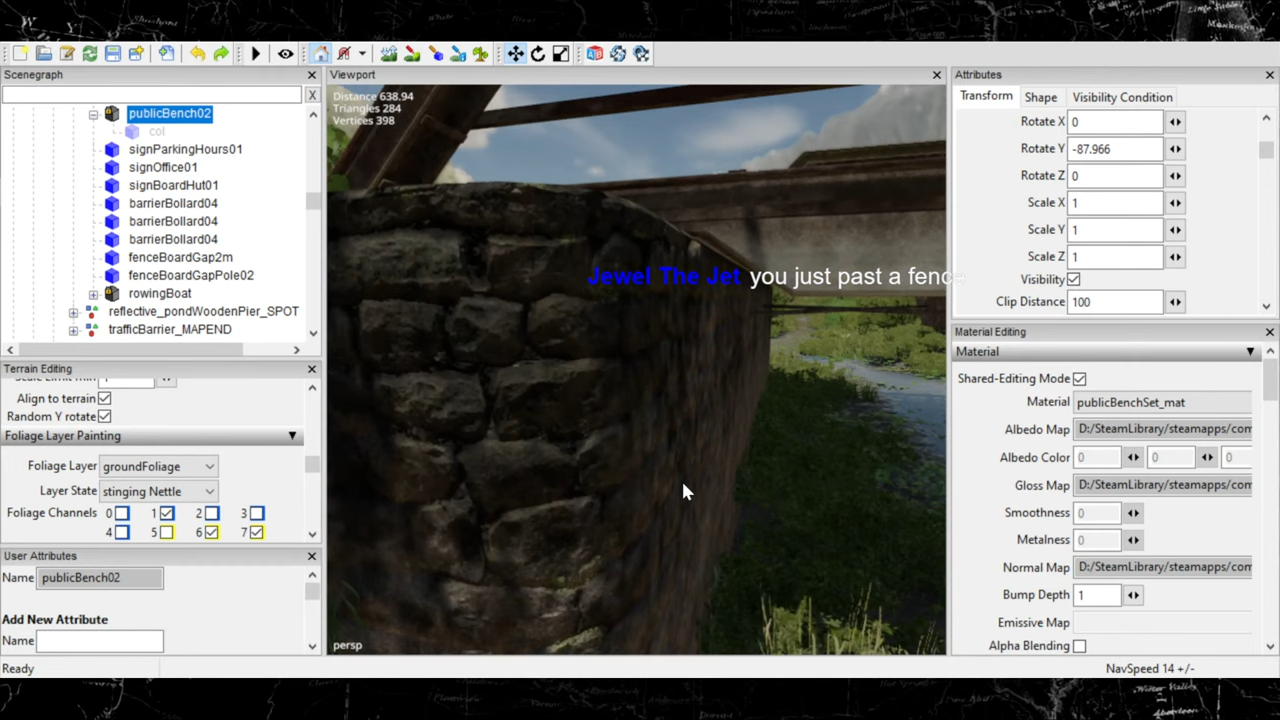 Scenegraph
X
publicBench02
col
signParkingHours01
signOffice01
signBoardHut01
barrierBollard04
barrierBollard04
barrierBollard04
fenceBoardGap2m
fenceBoardGapPole02
rowingBoat
reflective_pondWoodenPier_SPOT
trafficBarrier_MAPEND
Terrain Editing
Align to terrain
Random Y rotate
Foliage Layer Painting
Foliage Layer groundFoliage
Layer State stinging Nettle
Foliage Channels 0 1 2 3
4 5 6 7
User Attributes
Name publicBench02
Add New Attribute
Name
Ready
Viewport
Distance 638.94
Triangles 284
Vertices 398
Jewel The Jet you just past a fence
persp
Attributes
Transform Shape Visibility Condition
Rotate X 0
Rotate Y -87.966
Rotate Z 0
Scale X 1
Scale Y 1
Scale Z 1
Visibility
Clip Distance 100
Material Editing
Material
Shared-Editing Mode
Material publicBenchSet_mat
Albedo Map D:/SteamLibrary/steamapps/com
Albedo Color 0 0 0
Gloss Map D:/SteamLibrary/steamapps/com
Smoothness 0
Metalness 0
Normal Map D:/SteamLibrary/steamapps/com
Bump Depth 1
Emissive Map
Alpha Blending
NavSpeed 14 +/-